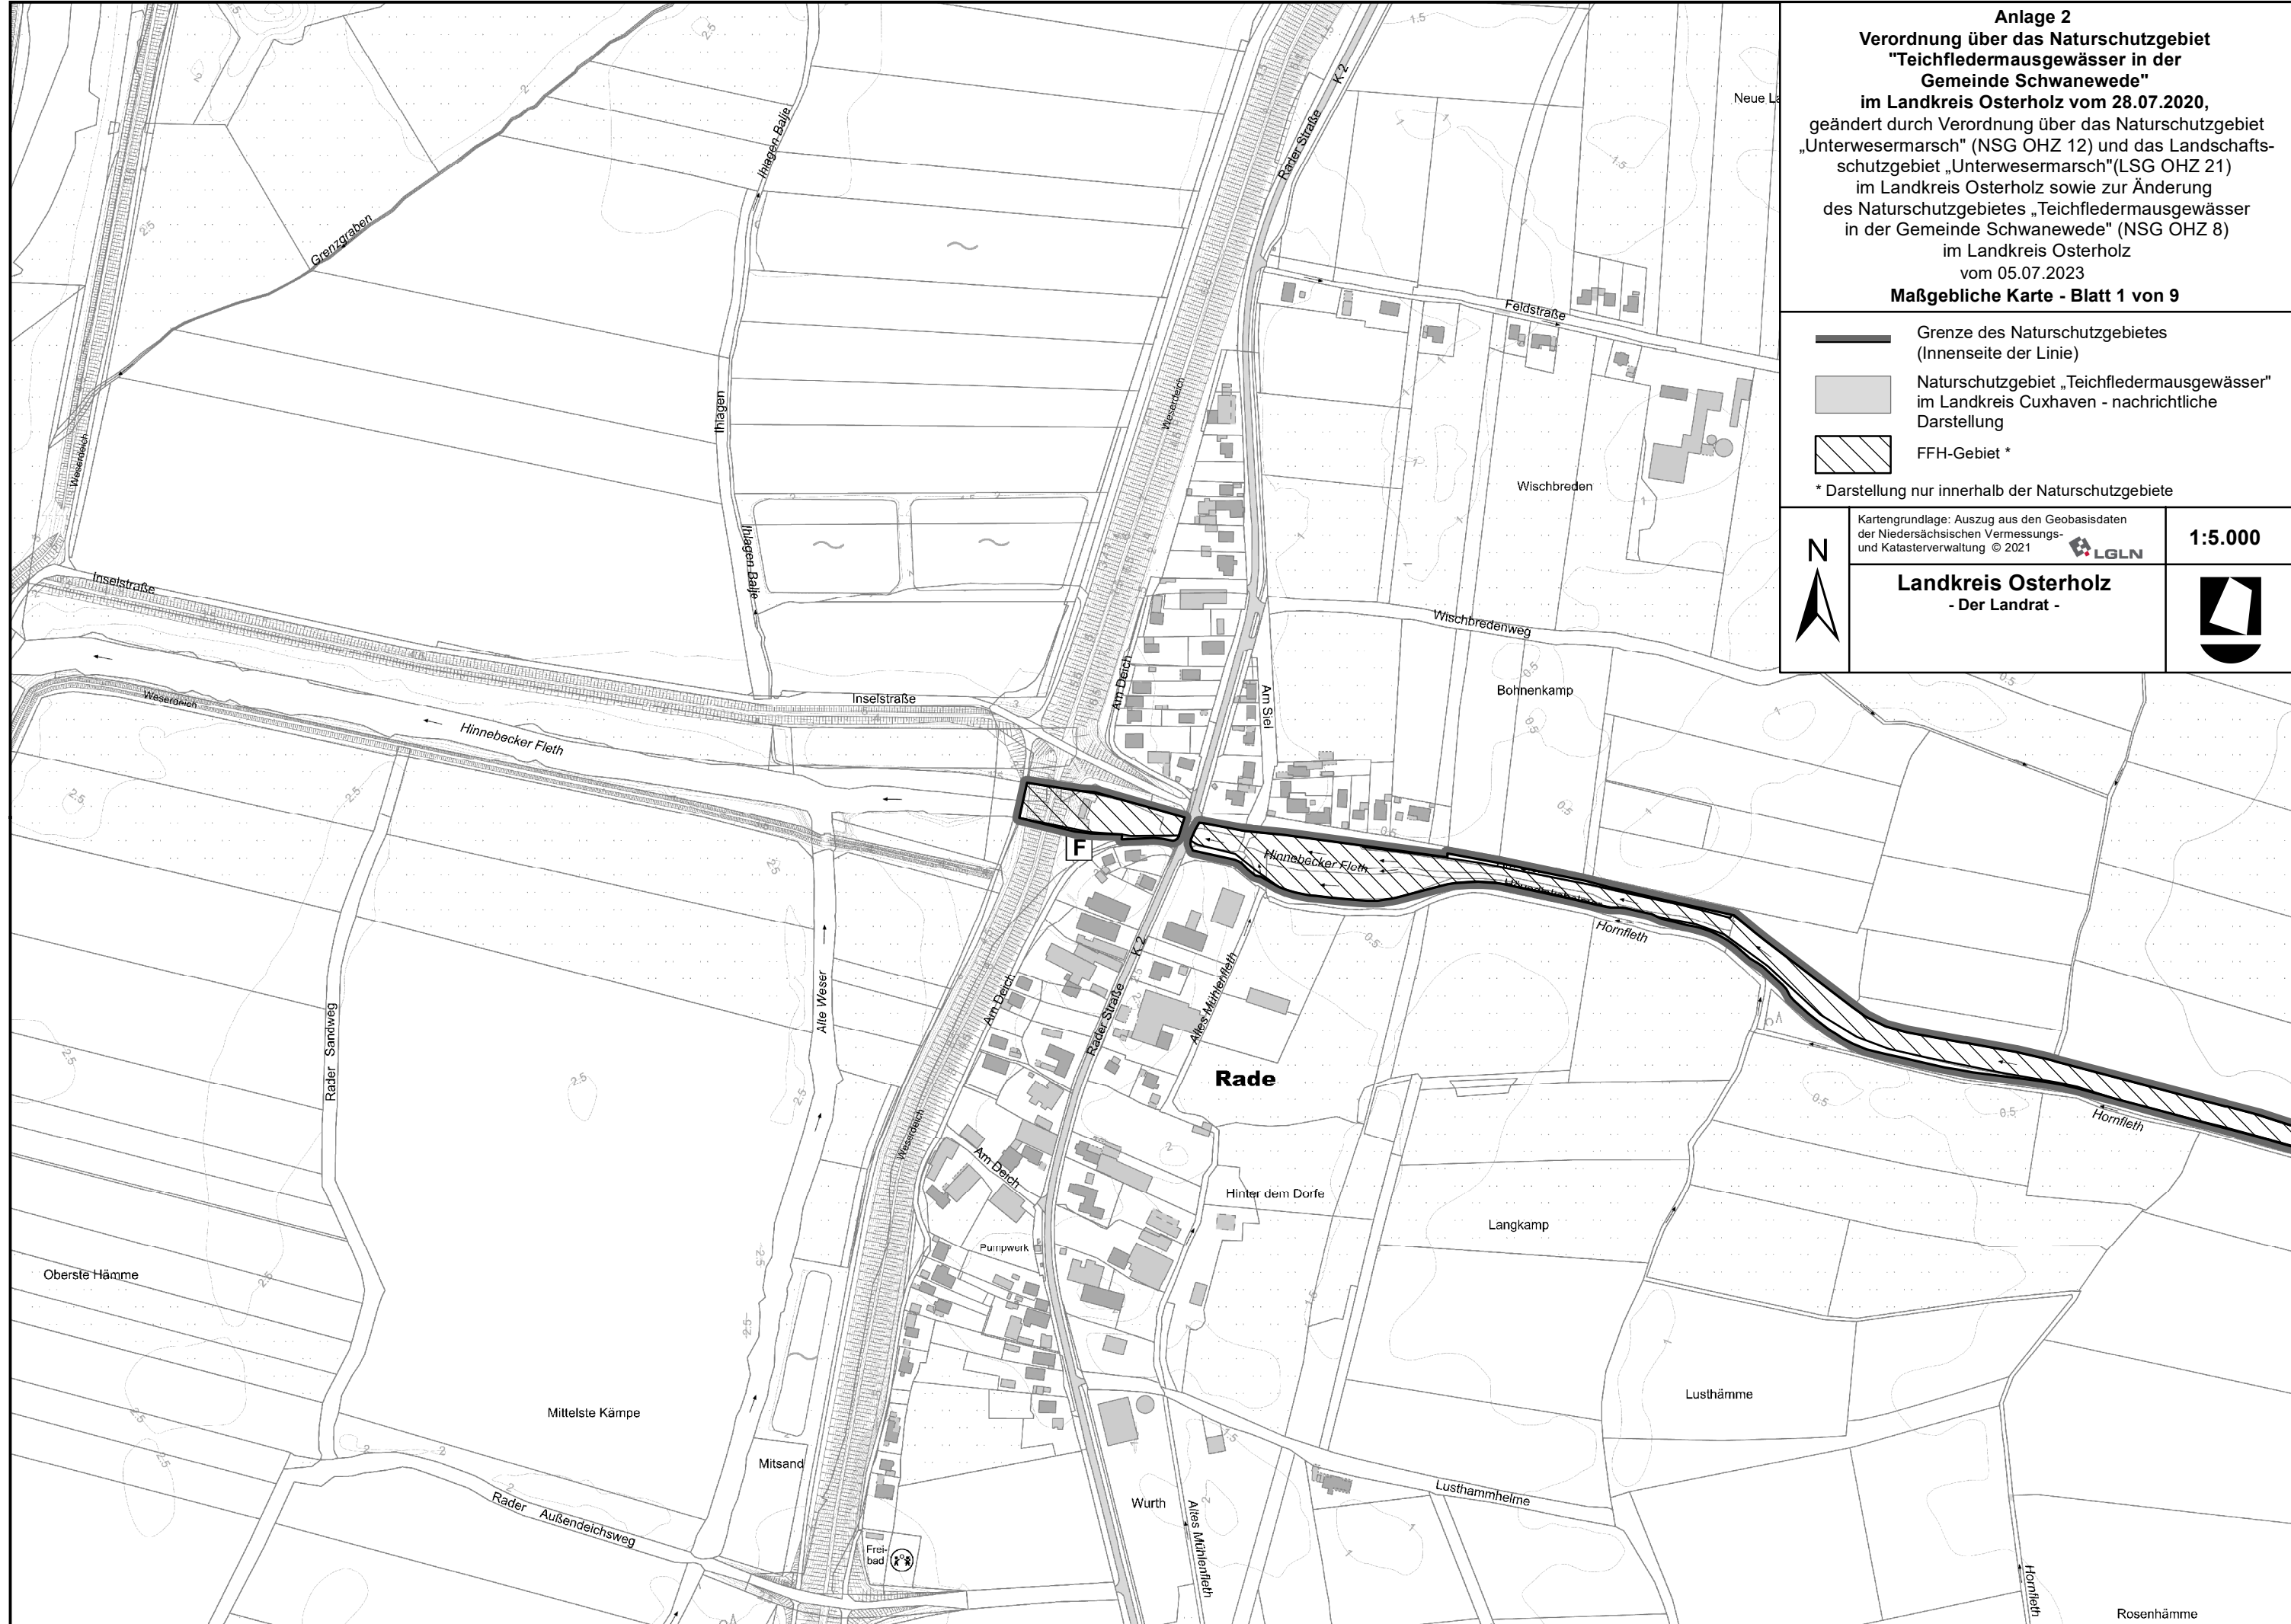 Anlage 2
Verordnung über das Naturschutzgebiet
"Teichfledermausgewässer in der
Gemeinde Schwanewede"
im Landkreis Osterholz vom 28.07.2020,
geändert durch Verordnung über das Naturschutzgebiet
„Unterwesermarsch" (NSG OHZ 12) und das Landschafts-
schutzgebiet „Unterwesermarsch"(LSG OHZ 21)
im Landkreis Osterholz sowie zur Änderung
des Naturschutzgebietes „Teichfledermausgewässer
in der Gemeinde Schwanewede" (NSG OHZ 8)
im Landkreis Osterholz
vom 05.07.2023
Maßgebliche Karte - Blatt 1 von 9
Grenze des Naturschutzgebietes
(Innenseite der Linie)
Naturschutzgebiet „Teichfledermausgewässer"
im Landkreis Cuxhaven - nachrichtliche
Darstellung
FFH-Gebiet *
* Darstellung nur innerhalb der Naturschutzgebiete
N
Kartengrundlage: Auszug aus den Geobasisdaten
der Niedersächsischen Vermessungs-
und Katasterverwaltung © 2021
LGLN
1:5.000
Landkreis Osterholz
- Der Landrat -
Neue
K 2
Rader Straße
Ihlagen Balje
Grenzgraben
Feldstraße
Weserdeich
Ihlagen
Weserdeich
Wischbreden
Ihlagen Balje
Inselstraße
Wischbredenweg
Am Deich
Am Siel
Bohnenkamp
Weserdeich
Inselstraße
Hinnebecker Fleth
F
Hinnebecker Fleth
Hornfleth
K 2
Alte Weser
Am Deich
Rader Straße
Altes Mühlenfleth
Rader Sandweg
Rade
Hornfleth
Weserdeich
Am Deich
Hinter dem Dorfe
Langkamp
Pumpwerk
Oberste Hämme
Lusthämme
Mittelste Kämpe
Mitsand
Wurth
Lusthammhelme
Rader Außendeichsweg
Altes Mühlenfleth
Frei-
bad
Hornfleth
Rosenhämme